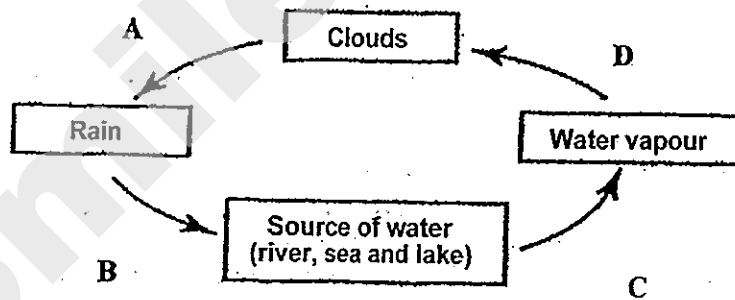 A
Clouds
D
Rain
Water vapour
Source of water
(river, sea and lake)
B
C